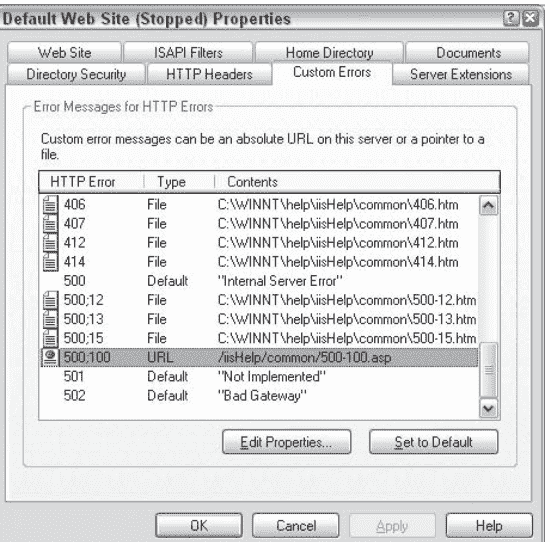 Default Web Site (Stopped) Properties
Web Site ISAPI Filters Home Directory Documents
Directory Security HTTP Headers Custom Errors Server Extensions
Error Messages for HTTP Errors
Custom error messages can be an absolute URL on this server or a pointer to a
file.
HTTP Error Type Contents
406 File C:\WINNT\help\iisHelp\common\406.htm
407 File C:\WINNT\help\iisHelp\common\407.htm
412 File C:\WINNT\help\iisHelp\common\412.htm
414 File C:\WINNT\help\iisHelp\common\414.htm
500 Default "Internal Server Error"
500;12 File C:\WINNT\help\iisHelp\common\500-12.htm
500;13 File C:\WINNT\help\iisHelp\common\500-13.htm
500;15 File C:\WINNT\help\iisHelp\common\500-15.htm
500;100 URL /iisHelp/common/500-100.asp
501 Default "Not Implemented"
502 Default "Bad Gateway"
Edit Properties... Set to Default
OK Cancel Apply Help